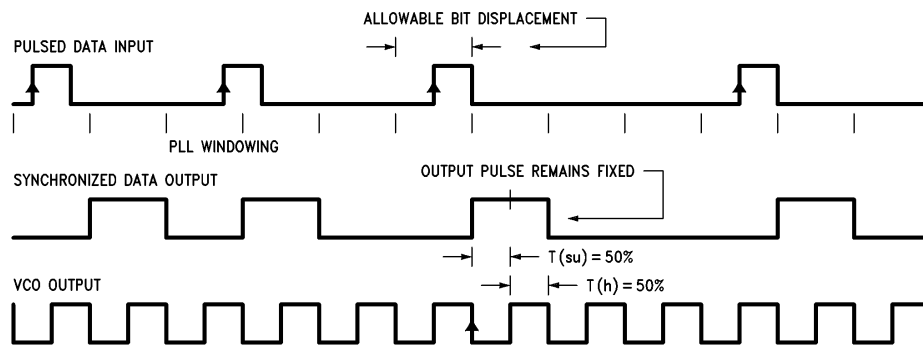 ALLOWABLE BIT DISPLACEMENT
PULSED DATA INPUT
PLL WINDOWING
SYNCHRONIZED DATA OUTPUT
OUTPUT PULSE REMAINS FIXED
T(su) = 50%
VCO OUTPUT
T(h) = 50%